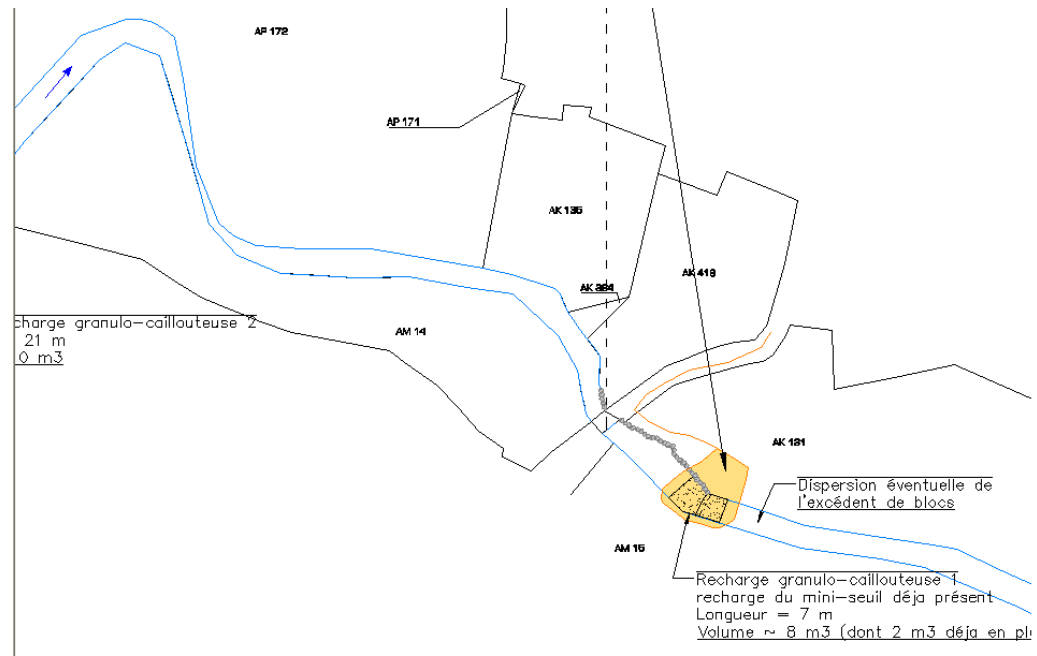 AP 172
AP 171
AK 135
AK 384
AK 418
AM 14
charge granulo-caillouteuse 2
21 m
0 m3
AK 131
Dispersion éventuelle de
l'excédent de blocs
AM 15
Recharge granulo-caillouteuse 1
recharge du mini-seuil déja présent
Longueur = 7 m
Volume ~ 8 m3 (dont 2 m3 déja en pl